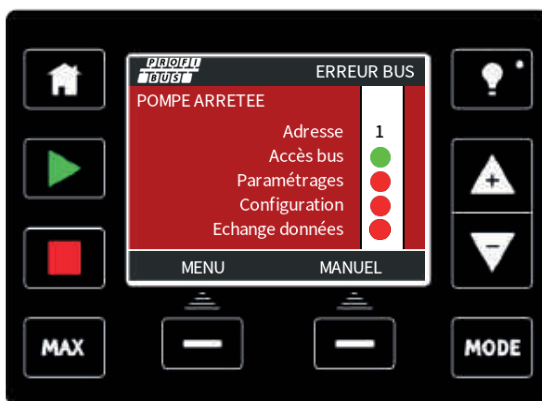 PROFI
BUS
ERREUR BUS
POMPE ARRETEE
Adresse 1
Accès bus
Paramétrages
Configuration
Echange données
MENU MANUEL
+
-
MAX
MODE